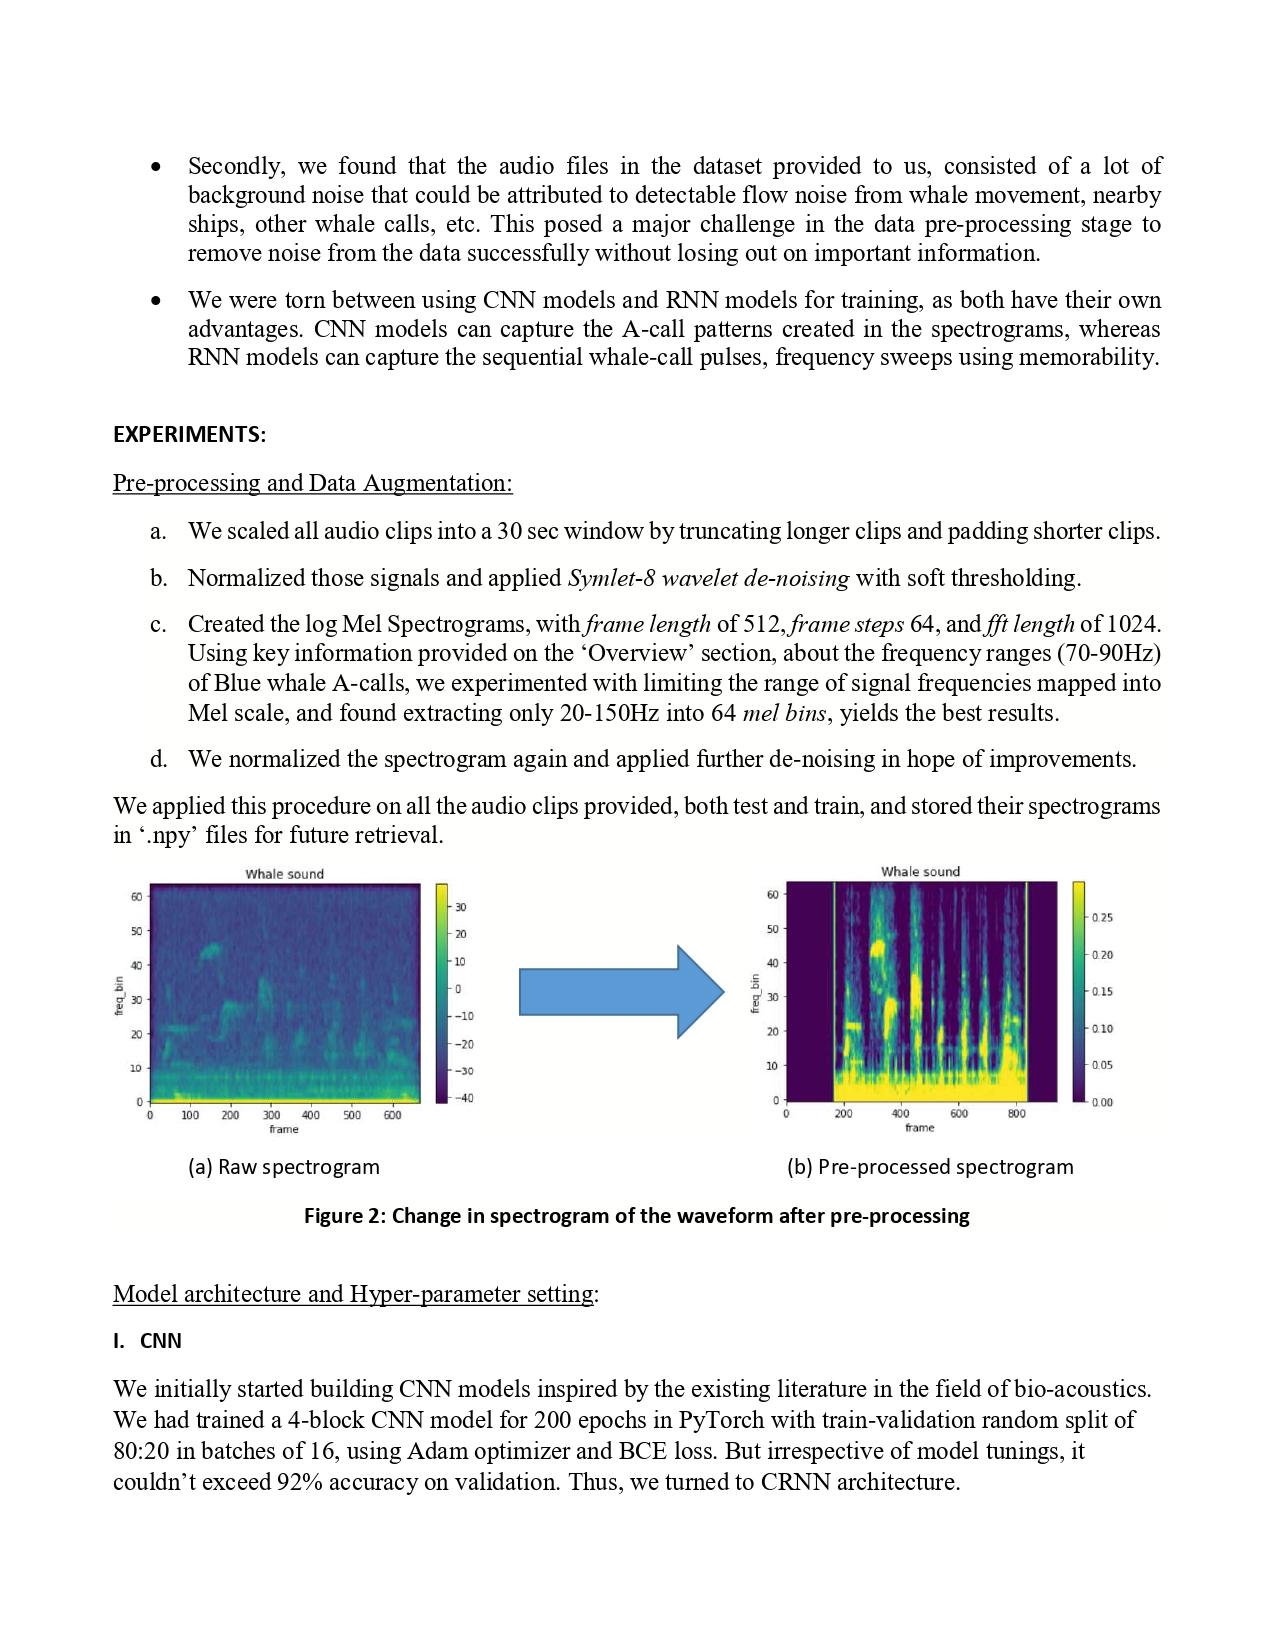 • Secondly, we found that the audio files in the dataset provided to us, consisted of a lot of
background noise that could be attributed to detectable flow noise from whale movement, nearby
ships, other whale calls, etc. This posed a major challenge in the data pre-processing stage to
remove noise from the data successfully without losing out on important information.
• We were torn between using CNN models and RNN models for training, as both have their own
advantages. CNN models can capture the A-call patterns created in the spectrograms, whereas
RNN models can capture the sequential whale-call pulses, frequency sweeps using memorability.
EXPERIMENTS:
Pre-processing and Data Augmentation:
a. We scaled all audio clips into a 30 sec window by truncating longer clips and padding shorter clips.
b. Normalized those signals and applied Symlet-8 wavelet de-noising with soft thresholding.
c. Created the log Mel Spectrograms, with frame length of 512, frame steps 64, and fft length of 1024.
Using key information provided on the ‘Overview’ section, about the frequency ranges (70-90Hz)
of Blue whale A-calls, we experimented with limiting the range of signal frequencies mapped into
Mel scale, and found extracting only 20-150Hz into 64 mel bins, yields the best results.
d. We normalized the spectrogram again and applied further de-noising in hope of improvements.
We applied this procedure on all the audio clips provided, both test and train, and stored their spectrograms
in ‘.npy’ files for future retrieval.
Whale sound
60
50
40
30
20
10
0
freq_bin
0 100 200 300 400 500 600
frame
30
20
10
0
−10
−20
−30
−40
Whale sound
60
50
40
30
20
10
0
freq_bin
0 200 400 600 800
frame
0.25
0.20
0.15
0.10
0.05
0.00
(a) Raw spectrogram
(b) Pre-processed spectrogram
Figure 2: Change in spectrogram of the waveform after pre-processing
Model architecture and Hyper-parameter setting:
I. CNN
We initially started building CNN models inspired by the existing literature in the field of bio-acoustics.
We had trained a 4-block CNN model for 200 epochs in PyTorch with train-validation random split of
80:20 in batches of 16, using Adam optimizer and BCE loss. But irrespective of model tunings, it
couldn’t exceed 92% accuracy on validation. Thus, we turned to CRNN architecture.